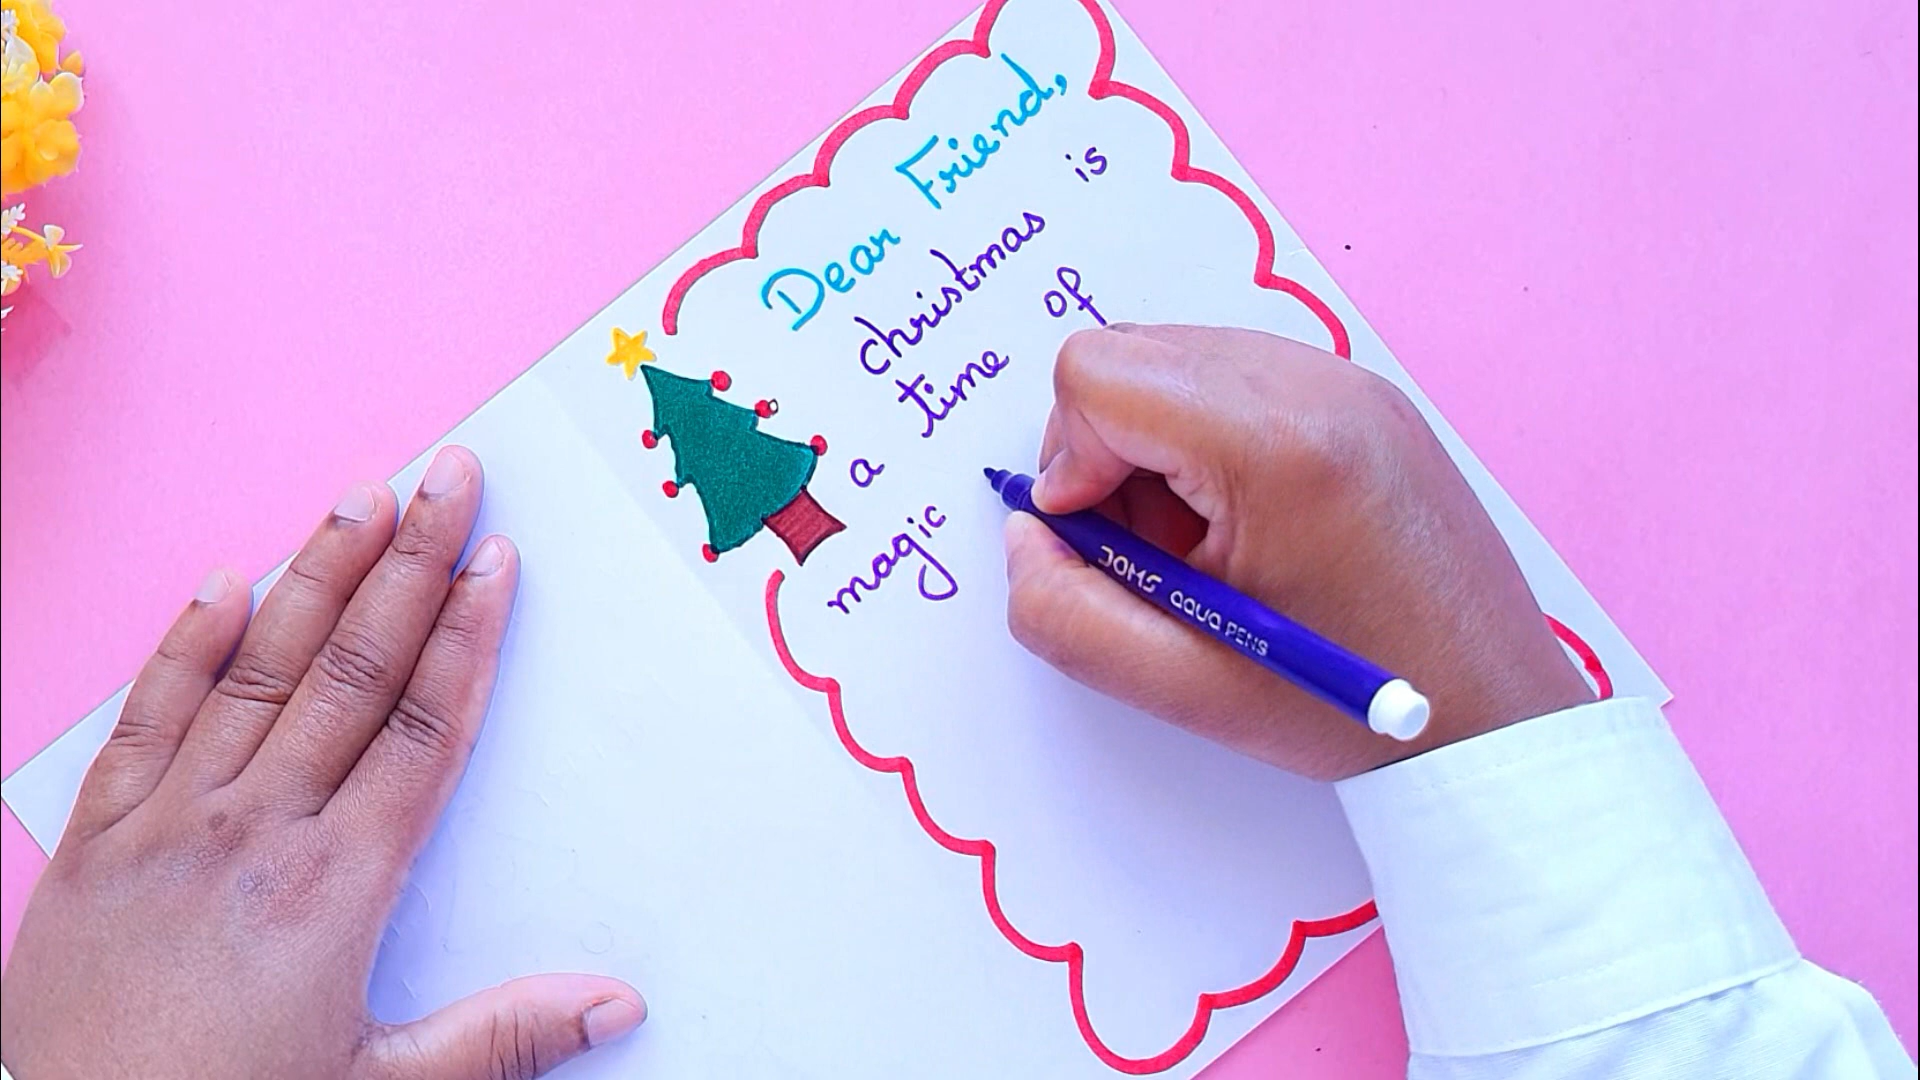 Dear Friend,
christmas is
a time of
magic
DOMS AQUA PENS